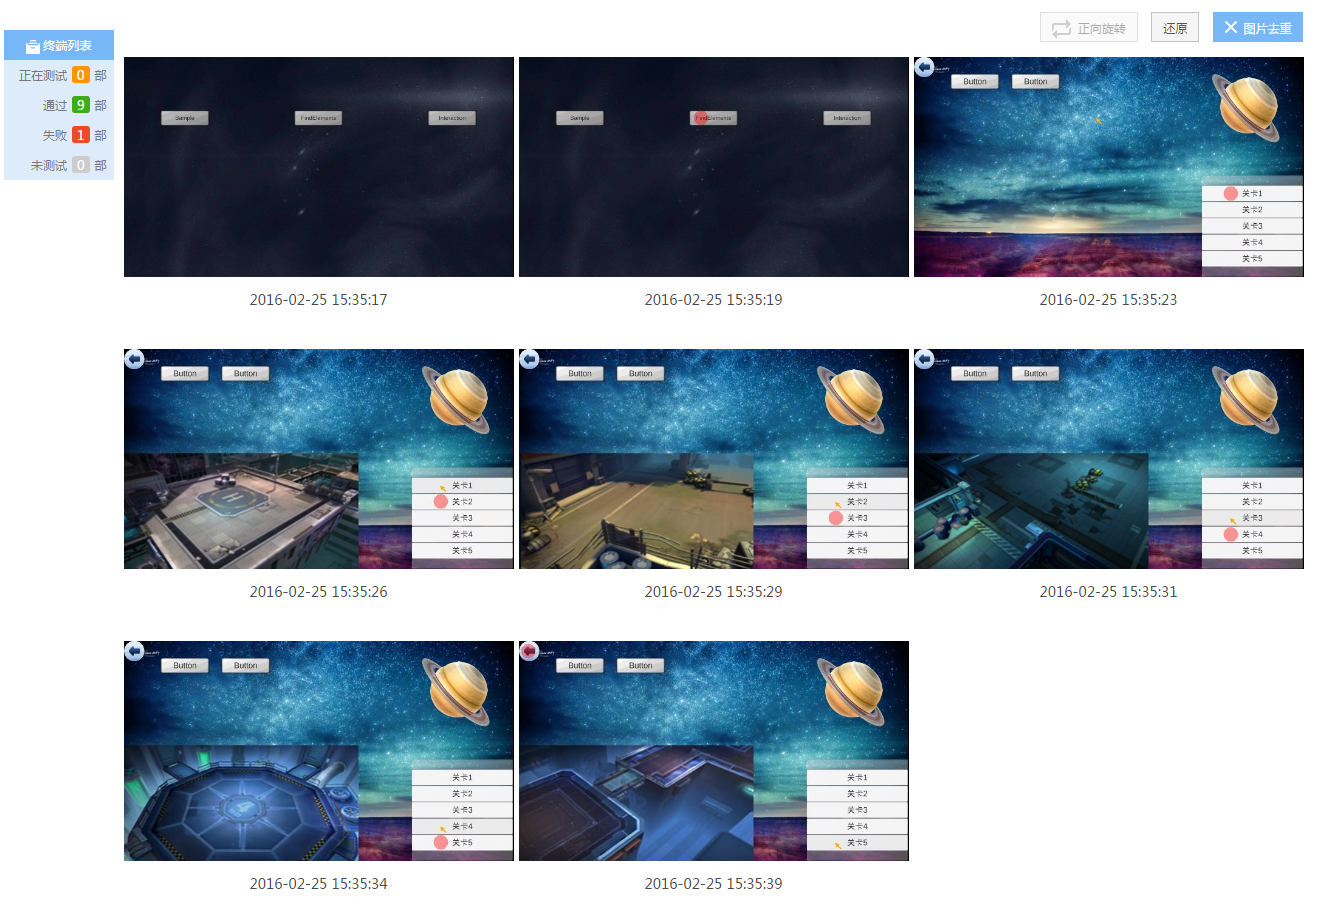 正向旋转 还原 图片去重
终端列表
正在测试 0 部
通过 9 部
失败 1 部
未测试 0 部
Sample FindElements Interaction
Sample FindElements Interaction
Button Button
关卡1
关卡2
关卡3
关卡4
关卡5
2016-02-25 15:35:17
2016-02-25 15:35:19
2016-02-25 15:35:23
Button Button
关卡1
关卡2
关卡3
关卡4
关卡5
Button Button
关卡1
关卡2
关卡3
关卡4
关卡5
Button Button
关卡1
关卡2
关卡3
关卡4
关卡5
2016-02-25 15:35:26
2016-02-25 15:35:29
2016-02-25 15:35:31
Button Button
关卡1
关卡2
关卡3
关卡4
关卡5
Button Button
关卡1
关卡2
关卡3
关卡4
关卡5
2016-02-25 15:35:34
2016-02-25 15:35:39